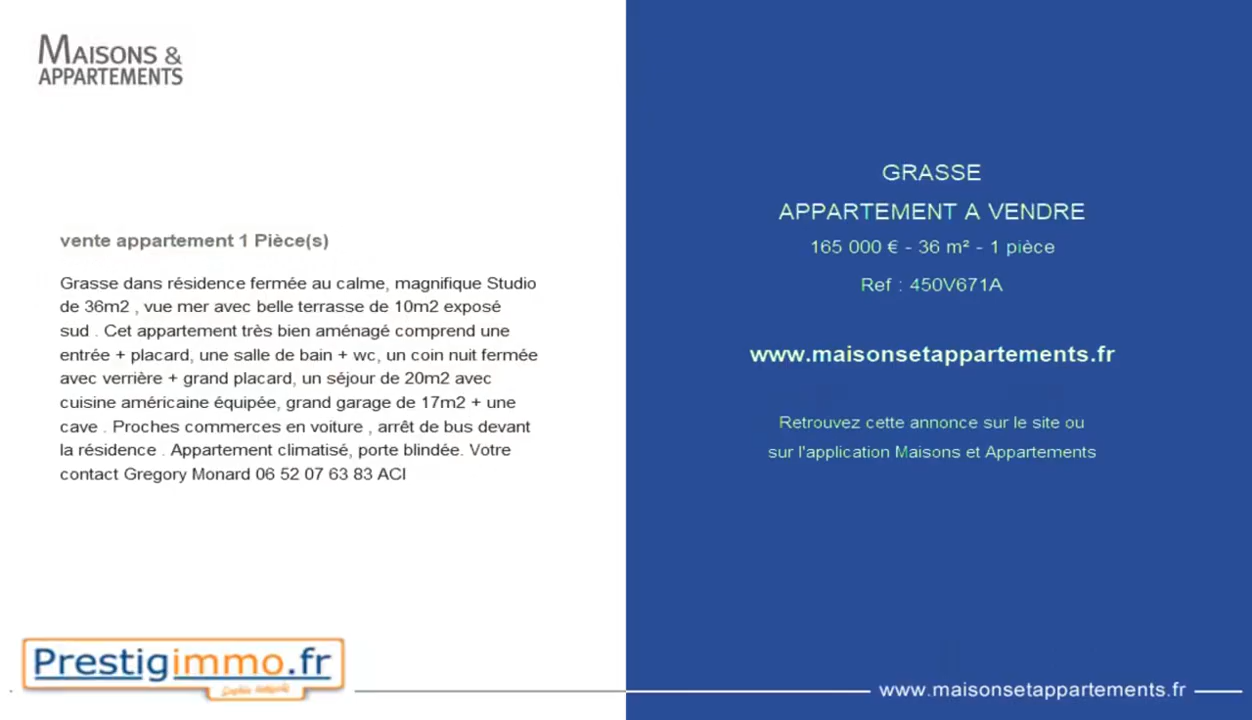 MAISONS &
APPARTEMENTS
vente appartement 1 Pièce(s)
Grasse dans résidence fermée au calme, magnifique Studio
de 36m2 , vue mer avec belle terrasse de 10m2 exposé
sud . Cet appartement très bien aménagé comprend une
entrée + placard, une salle de bain + wc, un coin nuit fermée
avec verrière + grand placard, un séjour de 20m2 avec
cuisine américaine équipée, grand garage de 17m2 + une
cave . Proches commerces en voiture , arrêt de bus devant
la résidence . Appartement climatisé, porte blindée. Votre
contact Gregory Monard 06 52 07 63 83 ACI
Prestigimmo.fr
GRASSE
APPARTEMENT A VENDRE
165 000 € - 36 m² - 1 pièce
Ref : 450V671A
www.maisonsetappartements.fr
Retrouvez cette annonce sur le site ou
sur l'application Maisons et Appartements
www.maisonsetappartements.fr